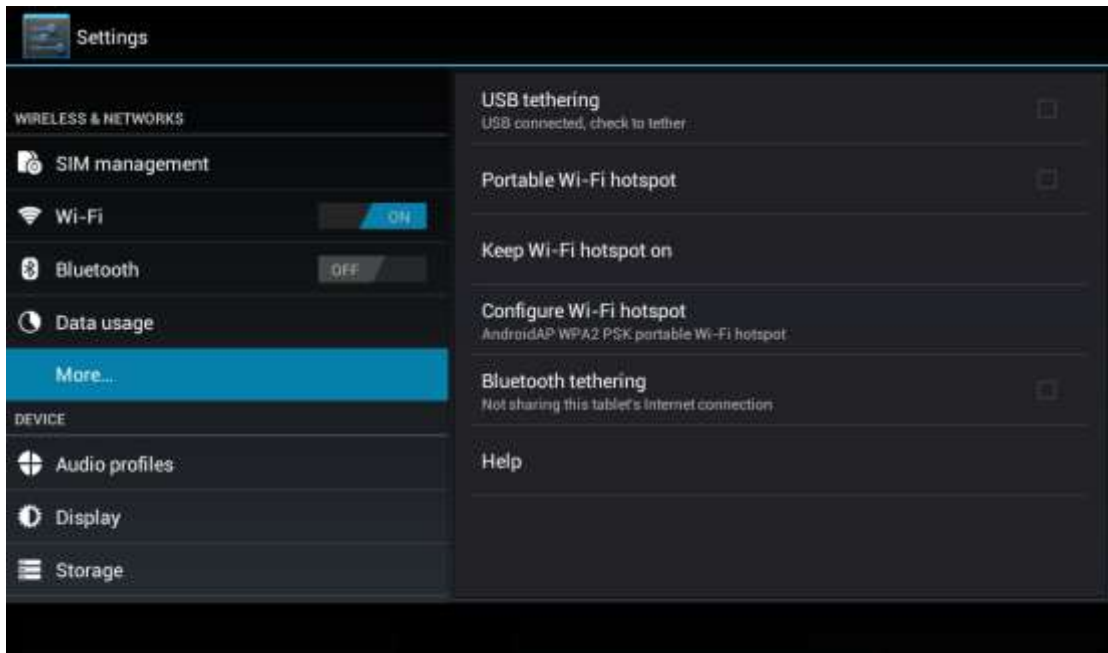 Settings
WIRELESS & NETWORKS
SIM management
Wi-Fi ON
Bluetooth OFF
Data usage
More...
DEVICE
Audio profiles
Display
Storage
USB tethering
USB connected, check to tether
Portable Wi-Fi hotspot
Keep Wi-Fi hotspot on
Configure Wi-Fi hotspot
AndroidAP WPA2 PSK portable Wi-Fi hotspot
Bluetooth tethering
Not sharing this tablet's Internet connection
Help